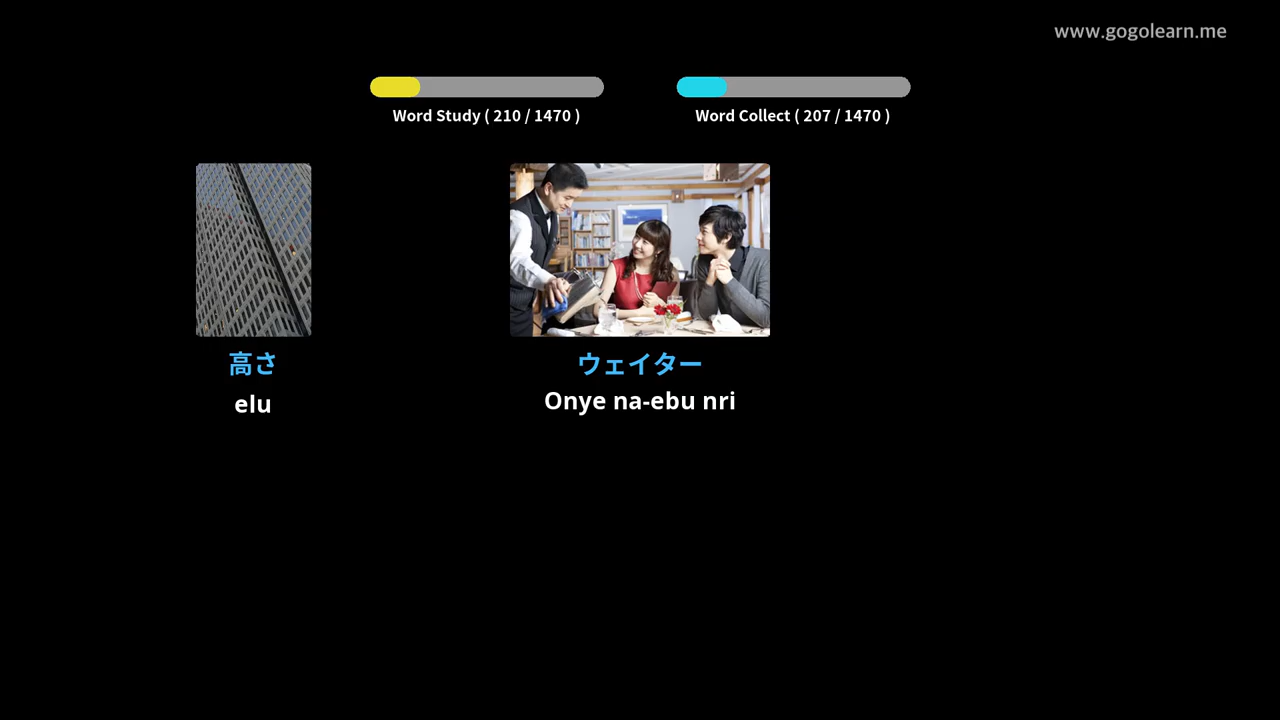 www.gogolearn.me
Word Study ( 210 / 1470 )
Word Collect ( 207 / 1470 )
高さ
elu
ウェイター
Onye na-ebu nri